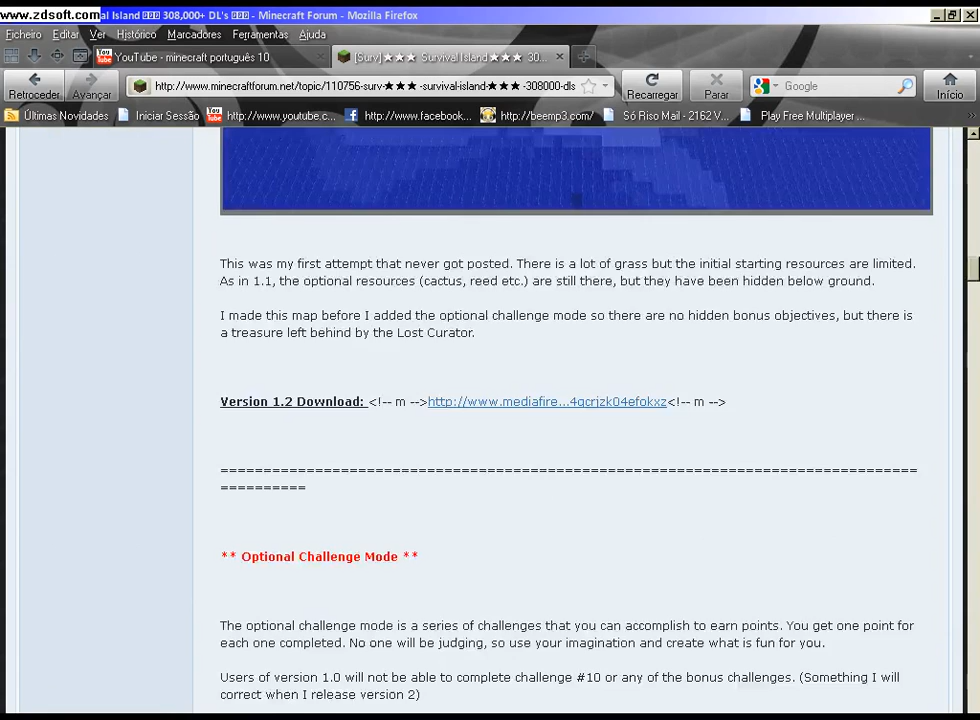 www.zdsoft.com al Island ☐☐☐ 308,000+ DL's ☐☐☐ - Minecraft Forum - Mozilla Firefox
Ficheiro Editar Ver Histórico Marcadores Ferramentas Ajuda
YouTube - minecraft português 10 [Surv]★★★ Survival Island★★★ 30...
Retroceder Avançar http://www.minecraftforum.net/topic/110756-surv-★★★-survival-island-★★★-308000-dls Recarregar Parar Google Início
Últimas Novidades Iniciar Sessão http://www.youtube.c... http://www.facebook... http://beemp3.com/ Só Riso Mail - 2162 V... Play Free Multiplayer ...
This was my first attempt that never got posted. There is a lot of grass but the initial starting resources are limited.
As in 1.1, the optional resources (cactus, reed etc.) are still there, but they have been hidden below ground.
I made this map before I added the optional challenge mode so there are no hidden bonus objectives, but there is
a treasure left behind by the Lost Curator.
Version 1.2 Download: <!-- m -->http://www.mediafire...4qcrjzk04efokxz<!-- m -->
=================================================================================
==========
** Optional Challenge Mode **
The optional challenge mode is a series of challenges that you can accomplish to earn points. You get one point for
each one completed. No one will be judging, so use your imagination and create what is fun for you.
Users of version 1.0 will not be able to complete challenge #10 or any of the bonus challenges. (Something I will
correct when I release version 2)